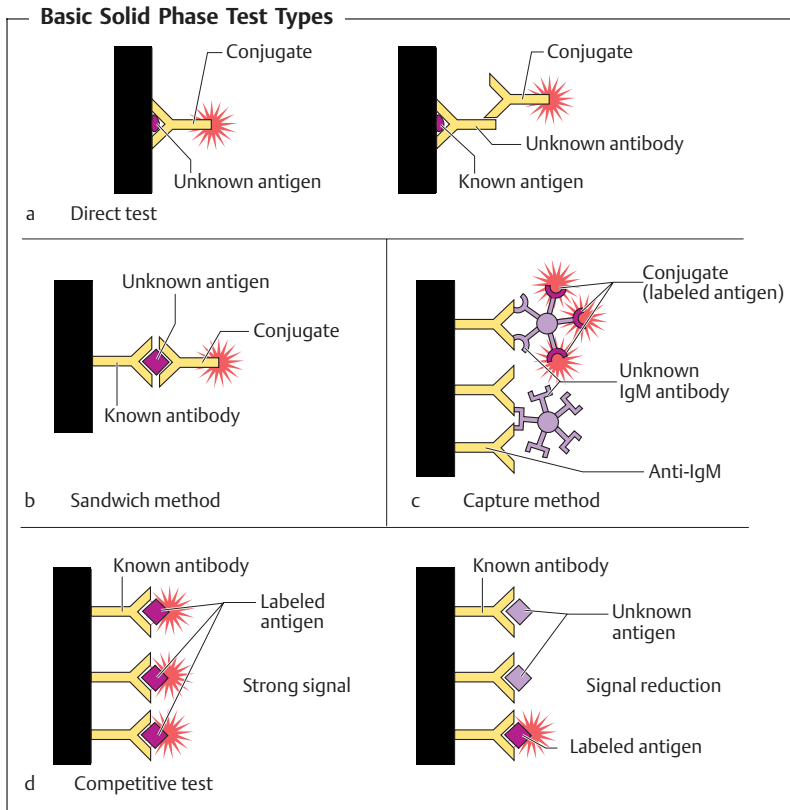 Basic Solid Phase Test Types
Conjugate
Unknown antigen
Conjugate
Unknown antibody
Known antigen
a Direct test
Unknown antigen
Conjugate
Known antibody
b Sandwich method
Conjugate
(labeled antigen)
Unknown
IgM antibody
Anti-IgM
c Capture method
Known antibody
Labeled
antigen
Strong signal
Known antibody
Unknown
antigen
Signal reduction
Labeled antigen
d Competitive test